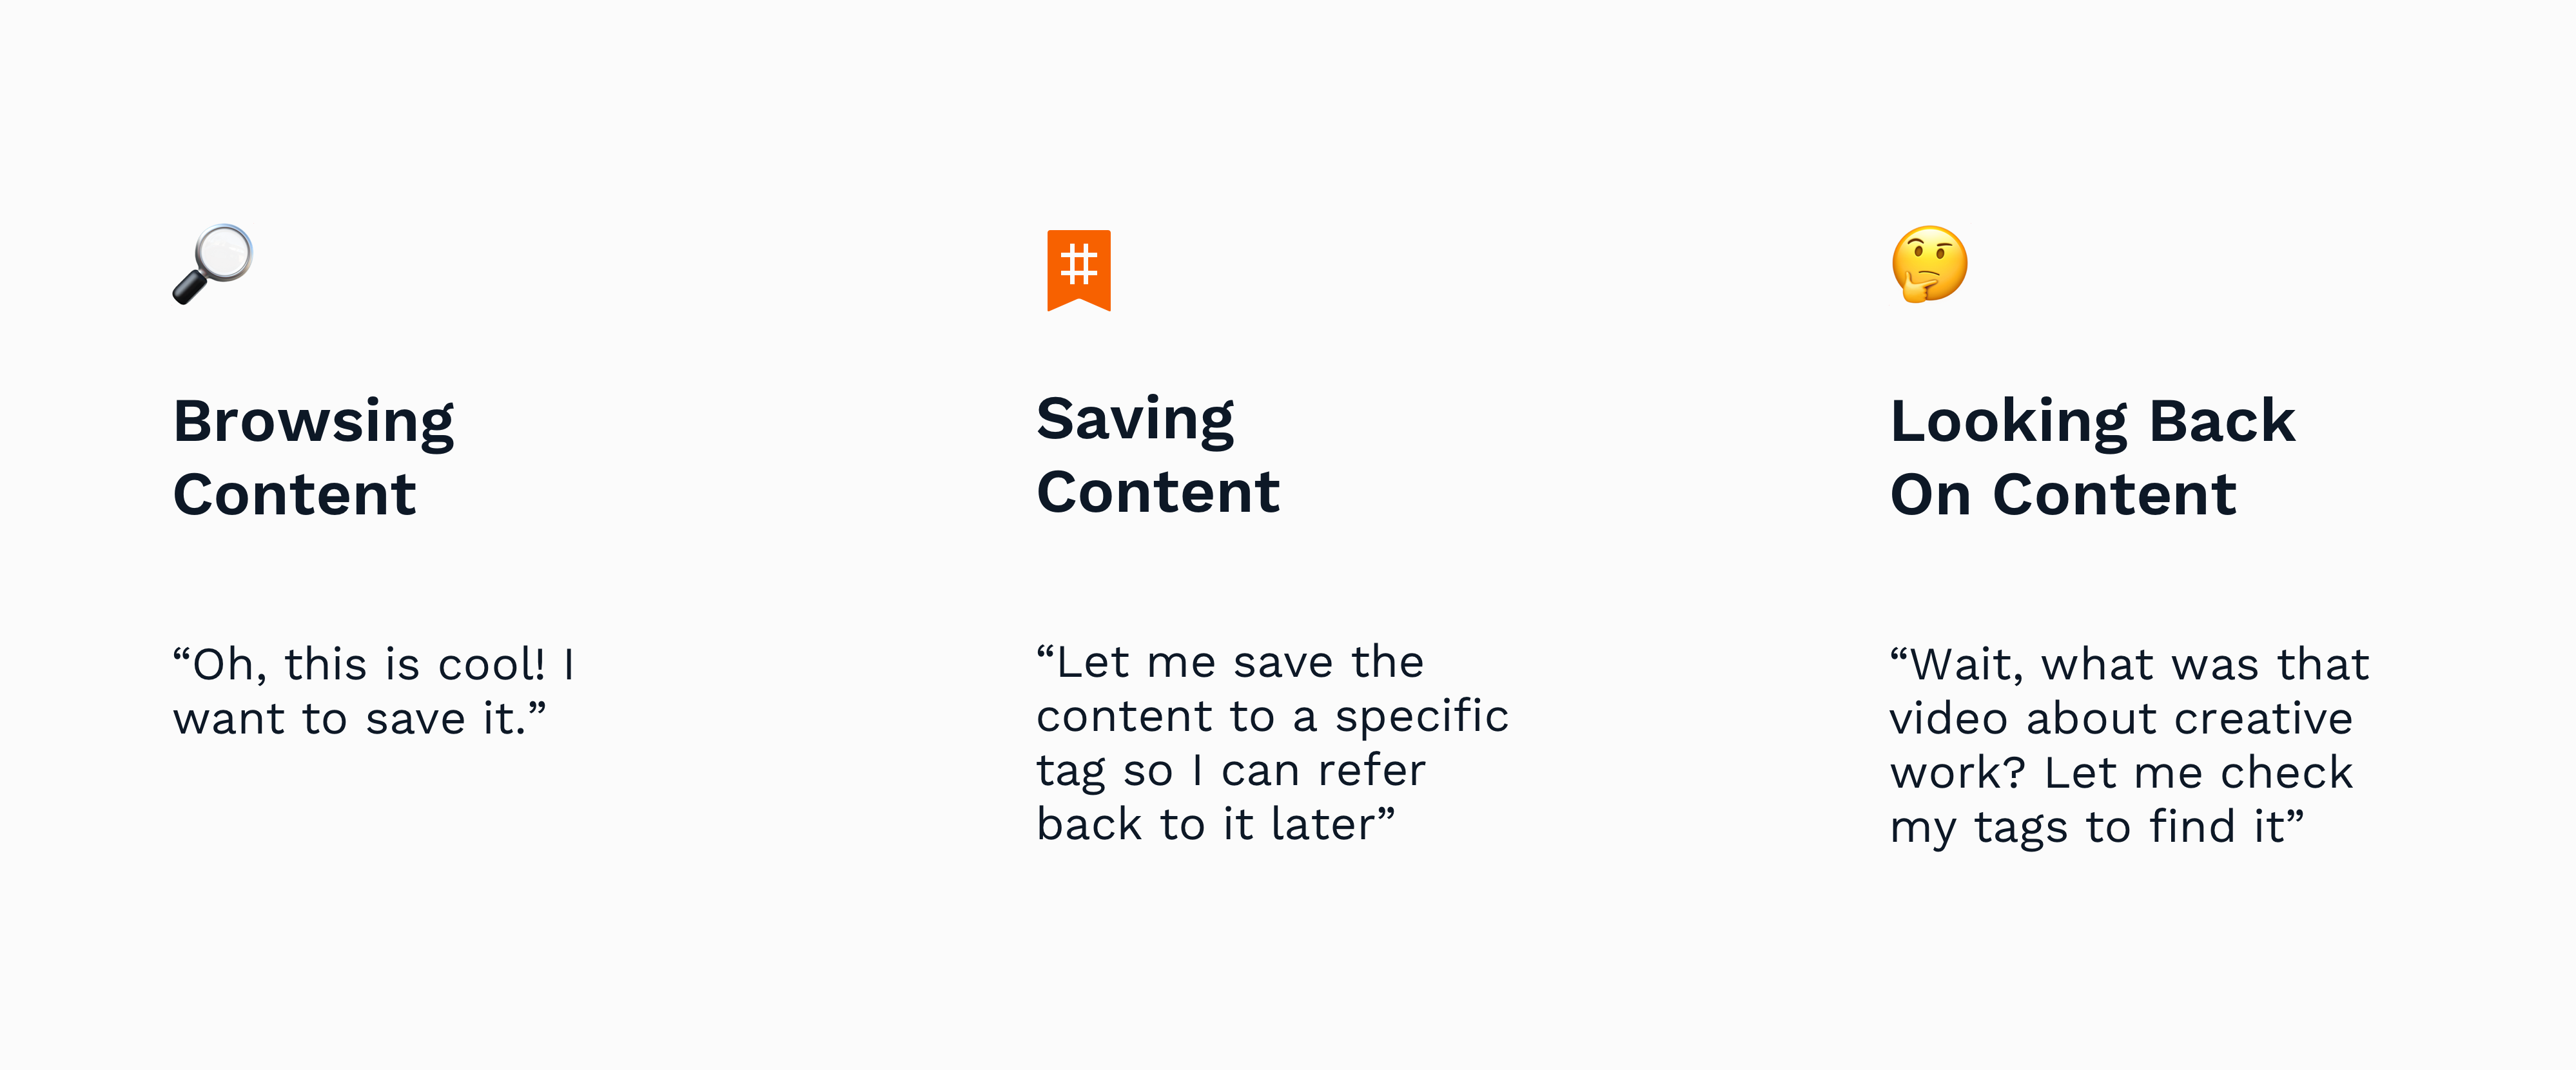 #
Browsing
Content
“Oh, this is cool! I
want to save it.”
Saving
Content
“Let me save the
content to a specific
tag so I can refer
back to it later”
Looking Back
On Content
“Wait, what was that
video about creative
work? Let me check
my tags to find it”